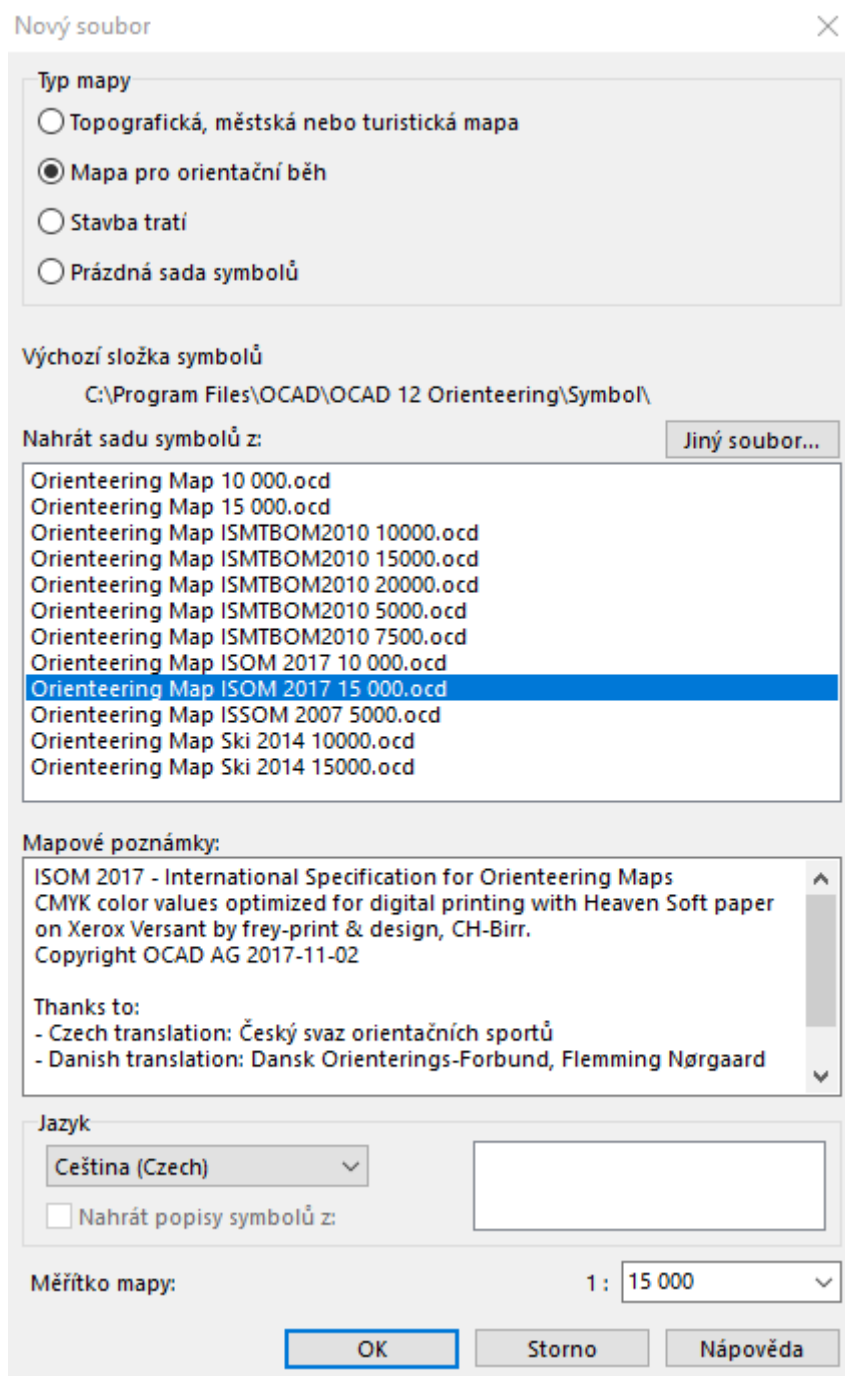 Nový soubor
Typ mapy
Topografická, městská nebo turistická mapa
Mapa pro orientační běh
Stavba tratí
Prázdná sada symbolů
Výchozí složka symbolů
C:\Program Files\OCAD\OCAD 12 Orienteering\Symbol\
Nahrát sadu symbolů z:
Jiný soubor...
Orienteering Map 10 000.ocd
Orienteering Map 15 000.ocd
Orienteering Map ISMTBOM2010 10000.ocd
Orienteering Map ISMTBOM2010 15000.ocd
Orienteering Map ISMTBOM2010 20000.ocd
Orienteering Map ISMTBOM2010 5000.ocd
Orienteering Map ISMTBOM2010 7500.ocd
Orienteering Map ISOM 2017 10 000.ocd
Orienteering Map ISOM 2017 15 000.ocd
Orienteering Map ISSOM 2007 5000.ocd
Orienteering Map Ski 2014 10000.ocd
Orienteering Map Ski 2014 15000.ocd
Mapové poznámky:
ISOM 2017 - International Specification for Orienteering Maps
CMYK color values optimized for digital printing with Heaven Soft paper
on Xerox Versant by frey-print & design, CH-Birr.
Copyright OCAD AG 2017-11-02
Thanks to:
- Czech translation: Český svaz orientačních sportů
- Danish translation: Dansk Orienterings-Forbund, Flemming Nørgaard
Jazyk
Ceština (Czech)
Nahrát popisy symbolů z:
Měřítko mapy:
1 : 15 000
OK
Storno
Nápověda